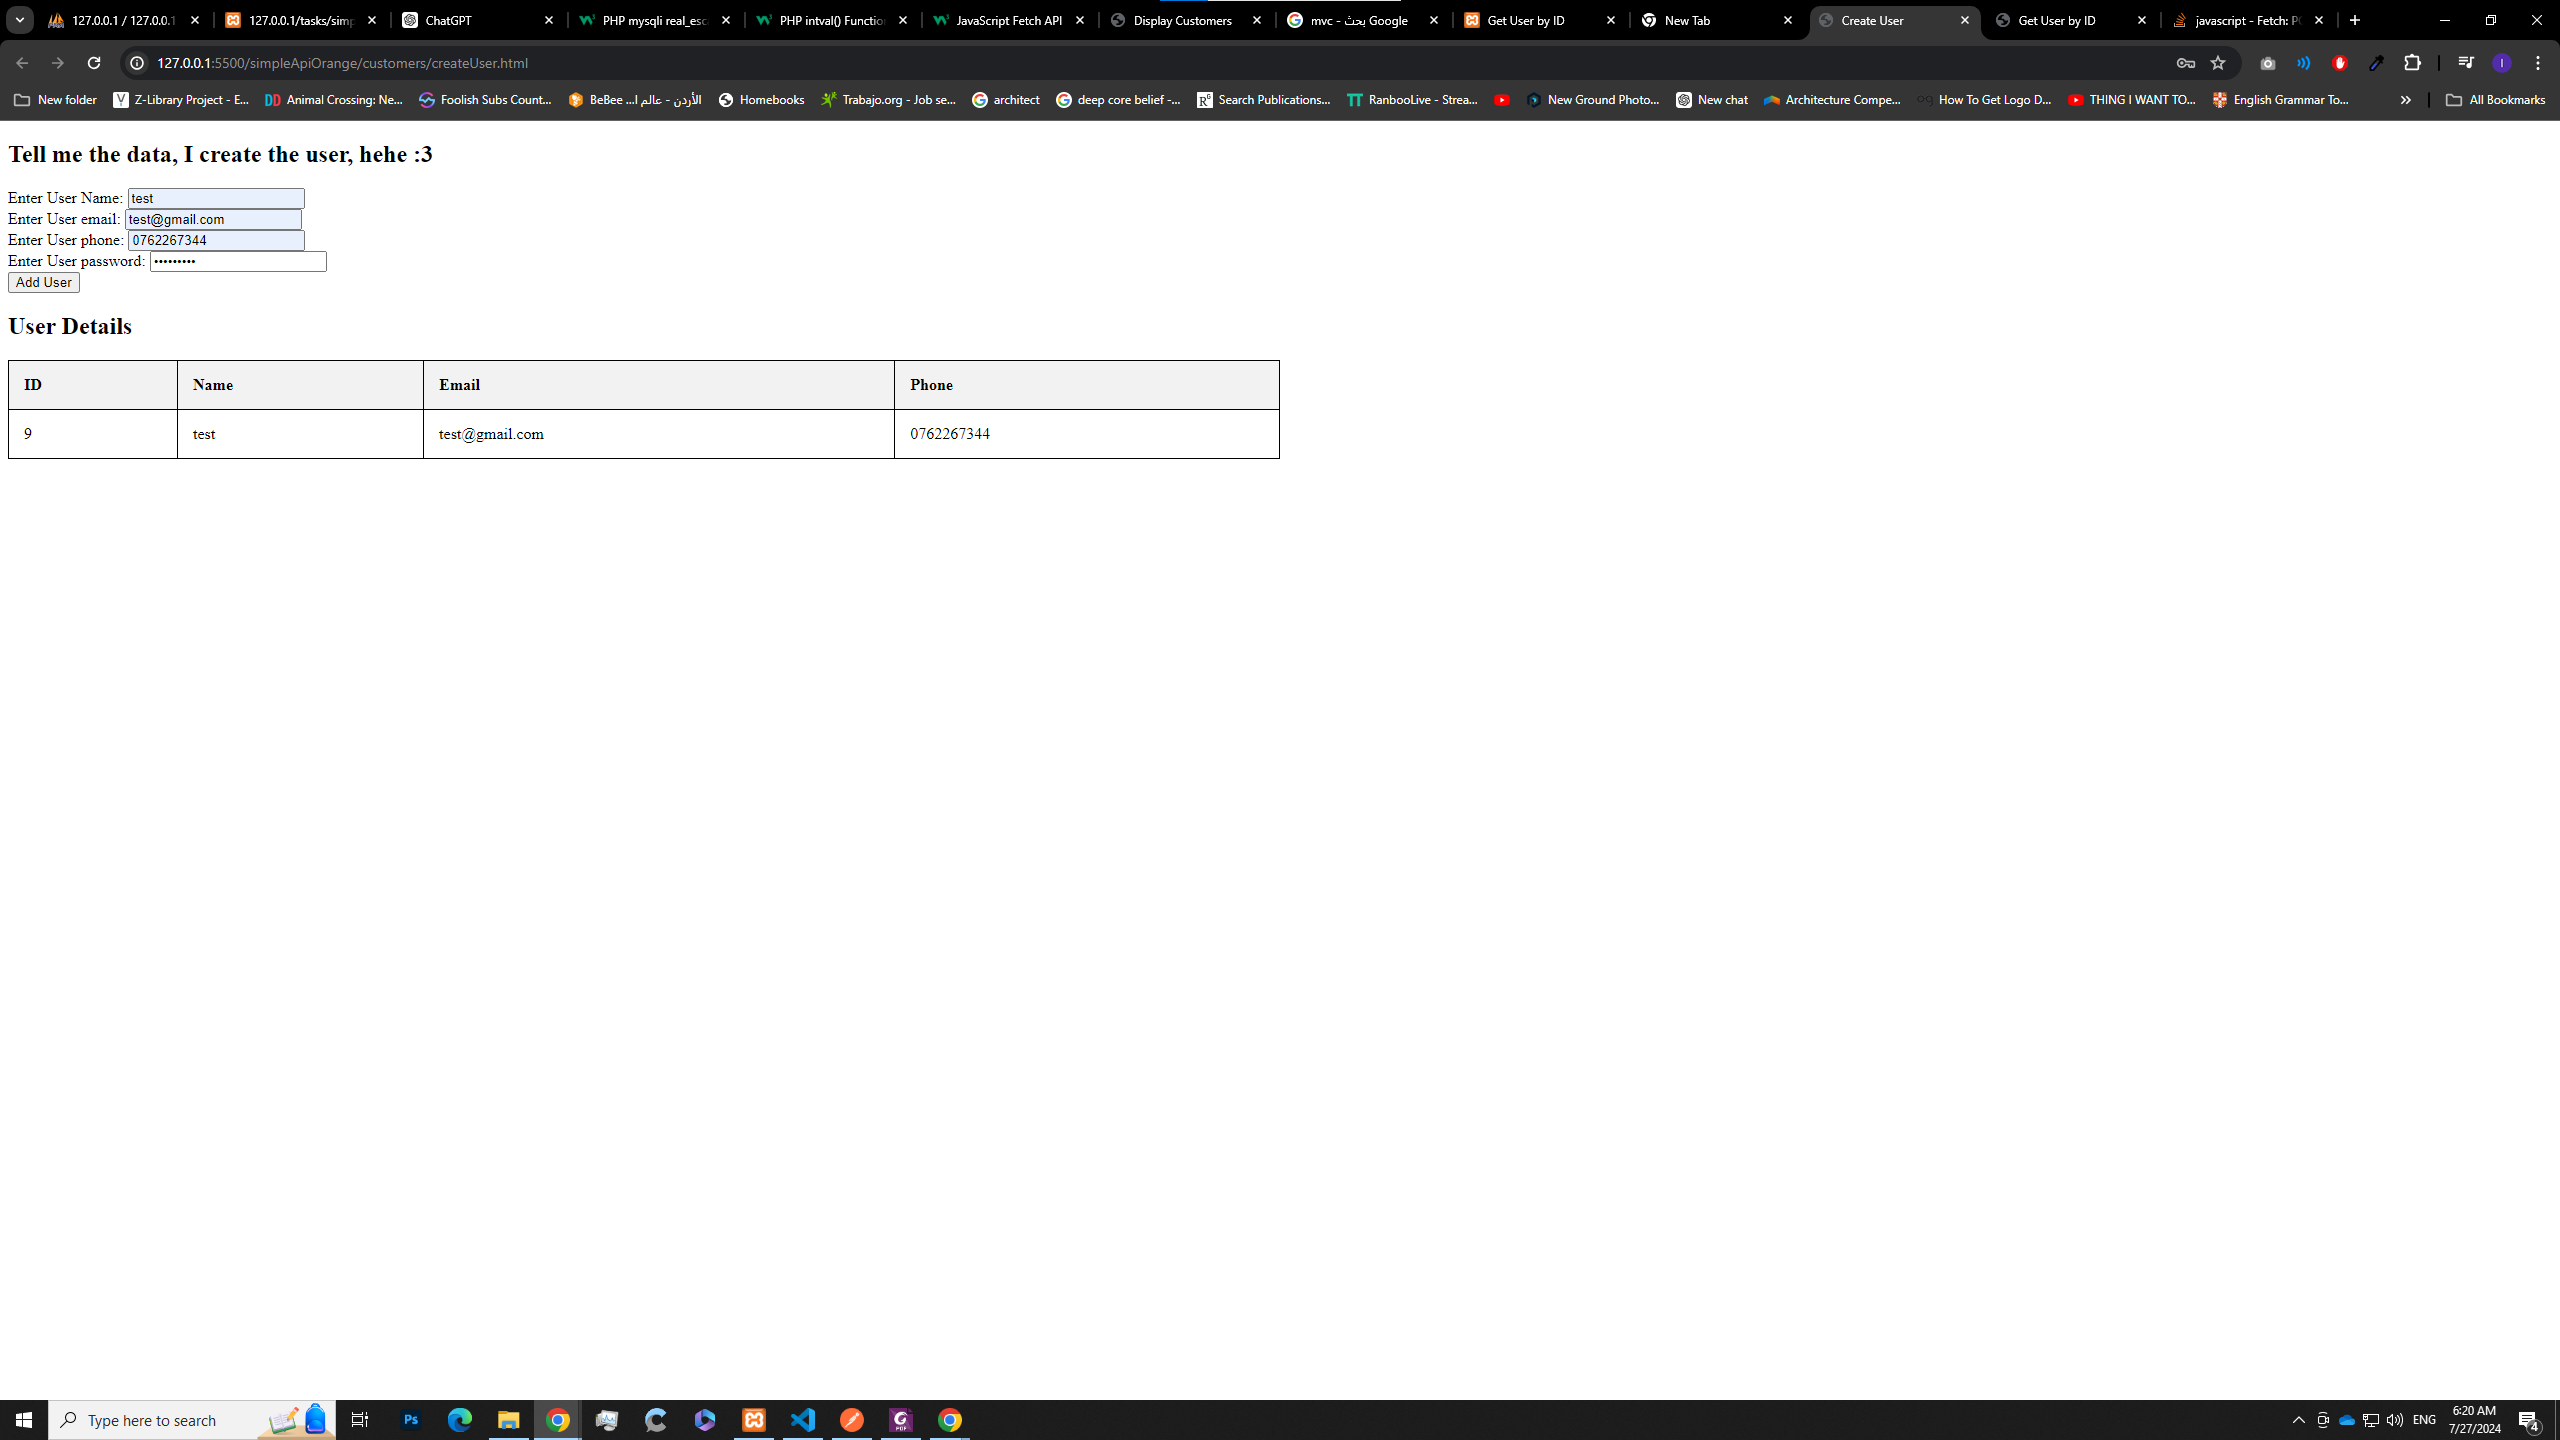 127.0.0.1 / 127.0.0.1
127.0.0.1/tasks/simp
ChatGPT
PHP mysqli real_esc
PHP intval() Functio
JavaScript Fetch API
Display Customers
mvc - بحث Google
Get User by ID
New Tab
Create User
Get User by ID
javascript - Fetch: PO
127.0.0.1:5500/simpleApiOrange/customers/createUser.html
New folder
Z-Library Project - E...
Animal Crossing: Ne...
Foolish Subs Count...
BeBee الأردن - عالم ا...
Homebooks
Trabajo.org - Job se...
architect
deep core belief -...
Search Publications...
RanbooLive - Strea...
New Ground Photo...
New chat
Architecture Compe...
How To Get Logo D...
THING I WANT TO...
English Grammar To...
All Bookmarks
Tell me the data, I create the user, hehe :3
Enter User Name: test
Enter User email: test@gmail.com
Enter User phone: 0762267344
Enter User password: •••••••••
Add User
User Details
ID Name Email Phone
9 test test@gmail.com 0762267344
Type here to search
Ps
ENG
6:20 AM
7/27/2024
4